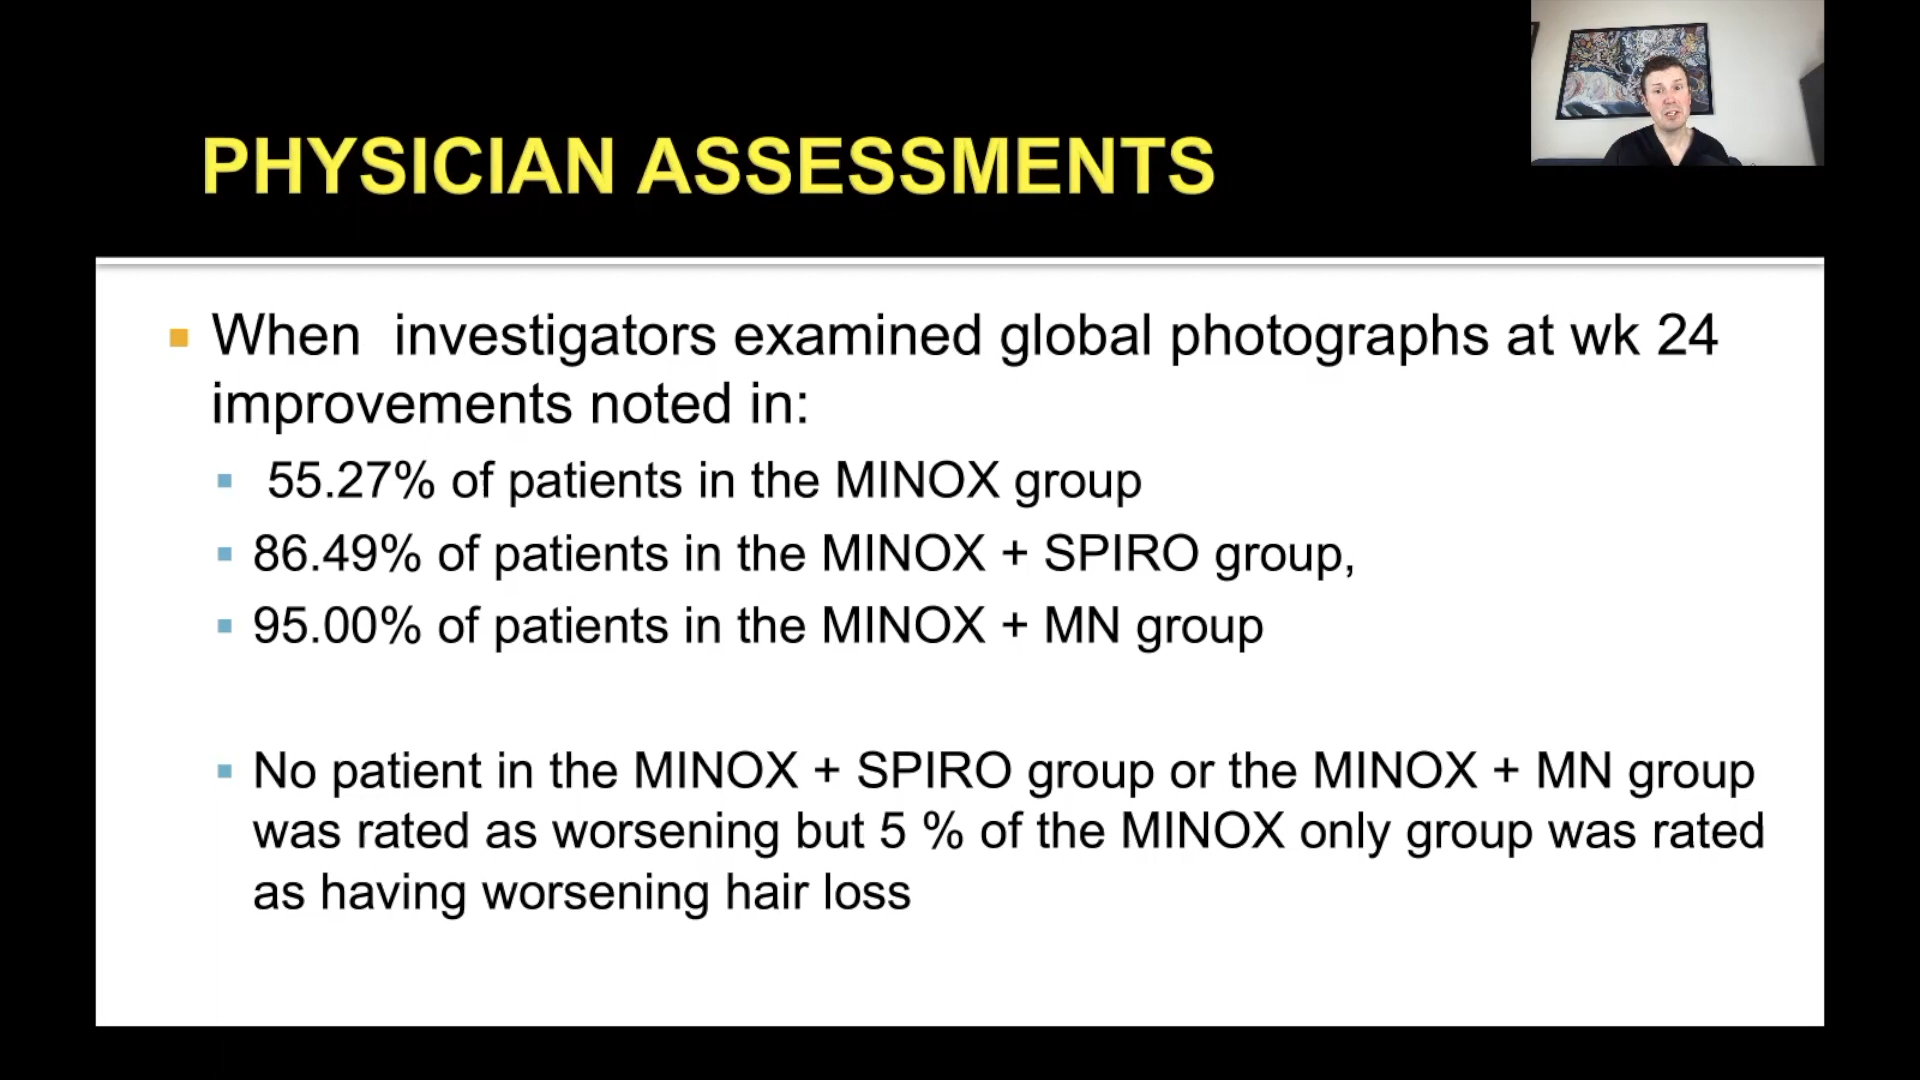 PHYSICIAN ASSESSMENTS
When investigators examined global photographs at wk 24
improvements noted in:
55.27% of patients in the MINOX group
86.49% of patients in the MINOX + SPIRO group,
95.00% of patients in the MINOX + MN group
No patient in the MINOX + SPIRO group or the MINOX + MN group
was rated as worsening but 5 % of the MINOX only group was rated
as having worsening hair loss